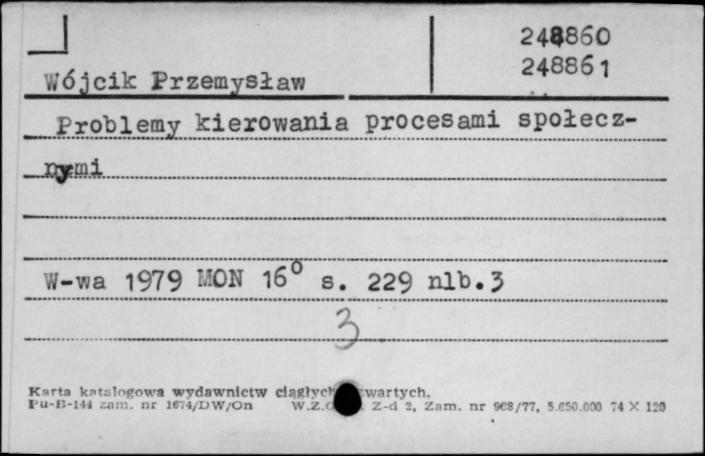 248860
248861
Wójcik Przemysław
Problemy kierowania procesami społecz-
nymi
W-wa 1979 MON 16° s. 229 nlb.3
3
Karta katalogowa wydawnictw ciągłych wartych.
Pu-B-144 zam. nr 1674/DW/On W.Z. Z-d 2, Zam. nr 968/77, 5.650.000 74 X 120